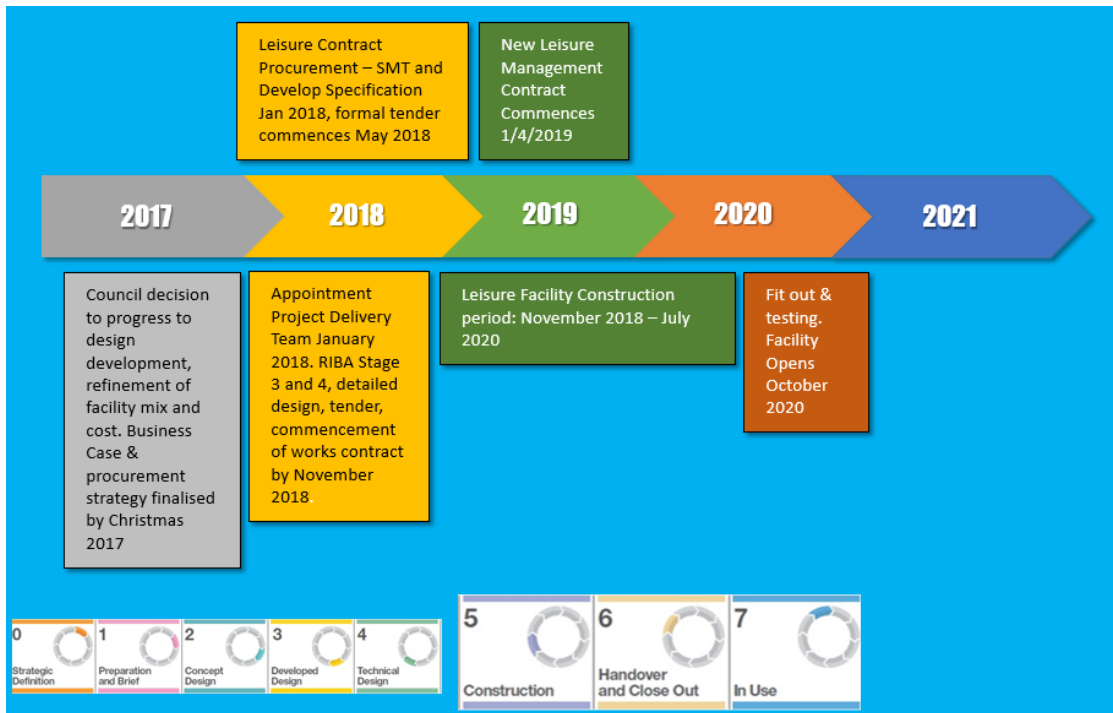 Leisure Contract
Procurement – SMT and
Develop Specification
Jan 2018, formal tender
commences May 2018
New Leisure
Management
Contract
Commences
1/4/2019
2017
2018
2019
2020
2021
Council decision
to progress to
design
development,
refinement of
facility mix and
cost. Business
Case &
procurement
strategy finalised
by Christmas
2017
Appointment
Project Delivery
Team January
2018. RIBA Stage
3 and 4, detailed
design, tender,
commencement
of works contract
by November
2018.
Leisure Facility Construction
period: November 2018 – July
2020
Fit out &
testing.
Facility
Opens
October
2020
0
Strategic
Definition
1
Preparation
and Brief
2
Concept
Design
3
Developed
Design
4
Technical
Design
5
Construction
6
Handover
and Close Out
7
In Use